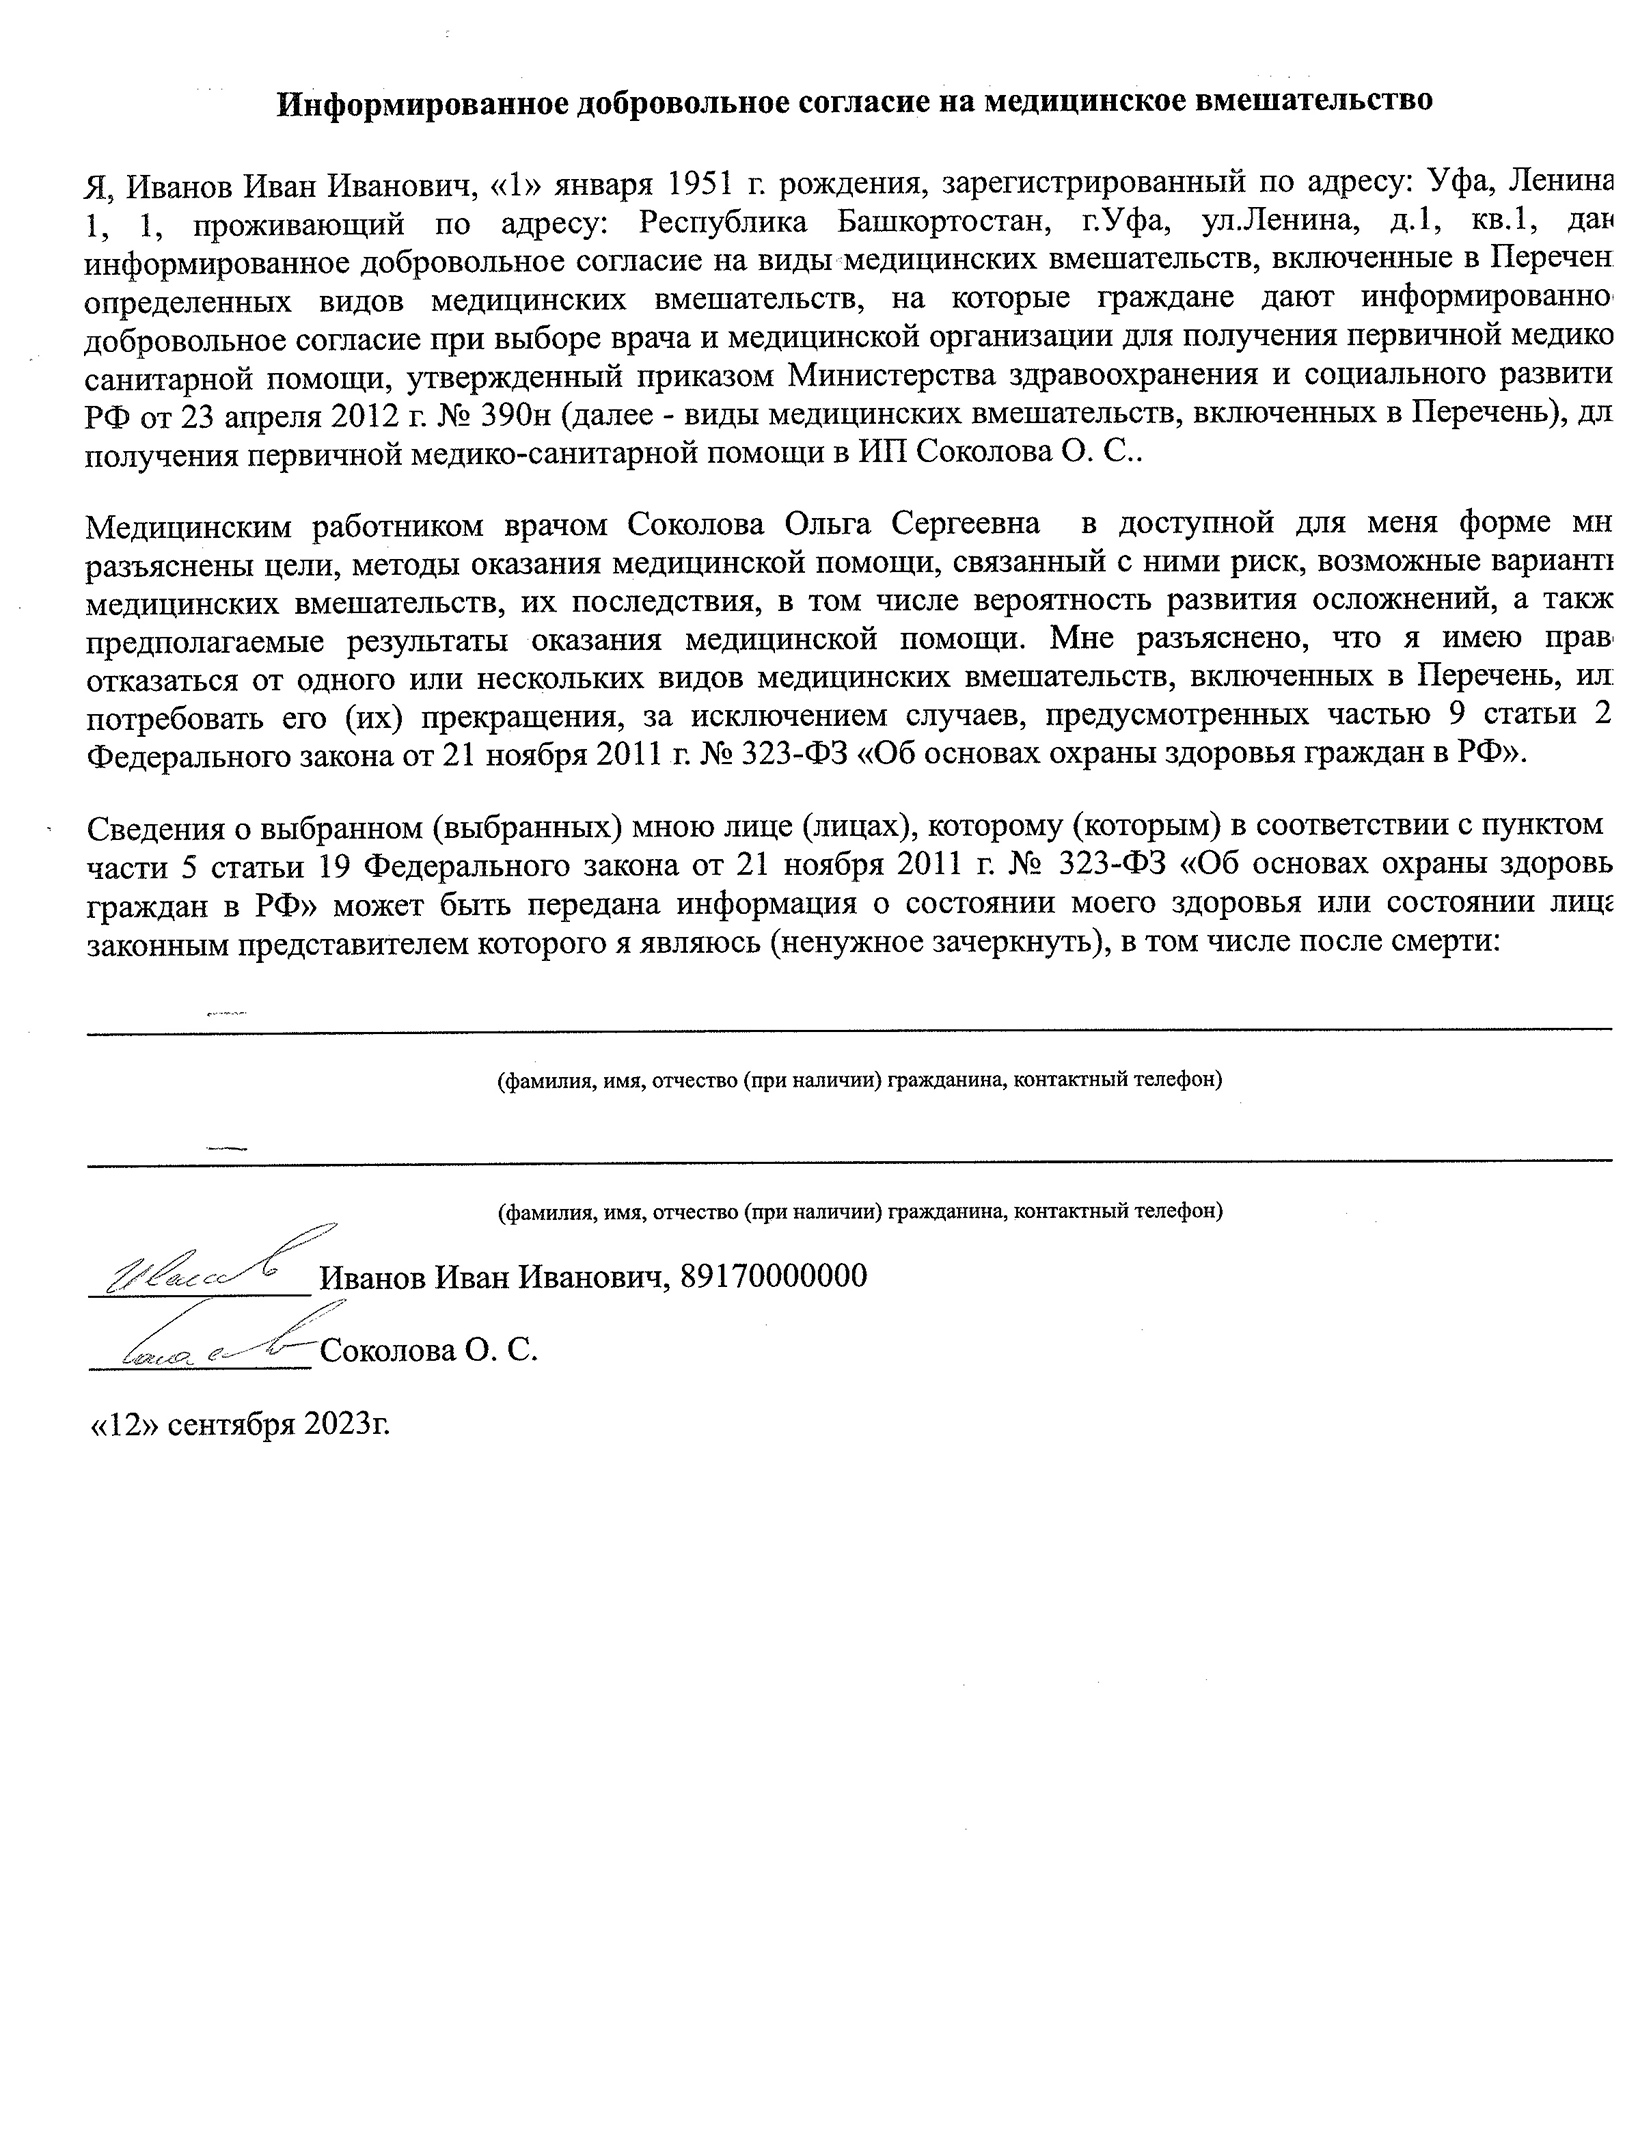 Информированное добровольное согласие на медицинское вмешательство
Я, Иванов Иван Иванович, «1» января 1951 г. рождения, зарегистрированный по адресу: Уфа, Ленина
1, 1, проживающий по адресу: Республика Башкортостан, г.Уфа, ул.Ленина, д.1, кв.1,
информированное добровольное согласие на виды медицинских вмешательств, включенные в Перечен
определенных видов медицинских вмешательств, на которые граждане дают информированно
добровольное согласие при выборе врача и медицинской организации для получения первичной медико
санитарной помощи, утвержденный приказом Министерства здравоохранения и социального развити
РФ от 23 апреля 2012 г. № 390н (далее - виды медицинских вмешательств, включенных в Перечень), дл
получения первичной медико-санитарной помощи в ИП Соколова О. С..
Медицинским работником врачом Соколова Ольга Сергеевна в доступной для меня форме мн
разъяснены цели, методы оказания медицинской помощи, связанный с ними риск, возможные вариант
медицинских вмешательств, их последствия, в том числе вероятность развития осложнений, а такж
предполагаемые результаты оказания медицинской помощи. Мне разъяснено, что я имею прав
отказаться от одного или нескольких видов медицинских вмешательств, включенных в Перечень, ил
потребовать его (их) прекращения, за исключением случаев, предусмотренных частью 9 статьи 2
Федерального закона от 21 ноября 2011 г. № 323-ФЗ «Об основах охраны здоровья граждан в РФ».
Сведения о выбранном (выбранных) мною лице (лицах), которому (которым) в соответствии с пунктом
части 5 статьи 19 Федерального закона от 21 ноября 2011 г. № 323-ФЗ «Об основах охраны здоровь
граждан в РФ» может быть передана информация о состоянии моего здоровья или состоянии лица
законным представителем которого я являюсь (ненужное зачеркнуть), в том числе после смерти:
—
(фамилия, имя, отчество (при наличии) гражданина, контактный телефон)
—
(фамилия, имя, отчество (при наличии) гражданина, контактный телефон)
Иванов Иван Иванович, 89170000000
Соколова О. С.
«12» сентября 2023г.